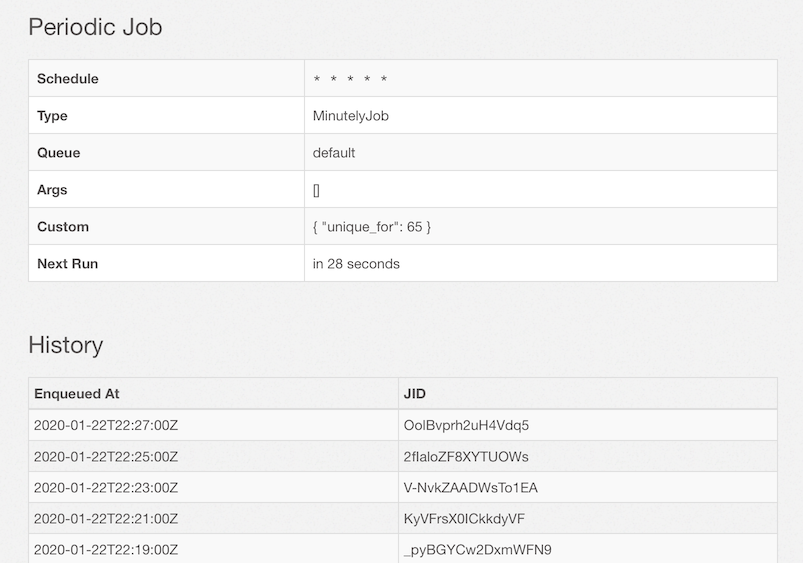 Periodic Job
Schedule * * * * *
Type MinutelyJob
Queue default
Args []
Custom { "unique_for": 65 }
Next Run in 28 seconds
History
Enqueued At JID
2020-01-22T22:27:00Z OolBvprh2uH4Vdq5
2020-01-22T22:25:00Z 2flaloZF8XYTUOWs
2020-01-22T22:23:00Z V-NvkZAADWsTo1EA
2020-01-22T22:21:00Z KyVFrsX0ICkkdyVF
2020-01-22T22:19:00Z _pyBGYCw2DxmWFN9